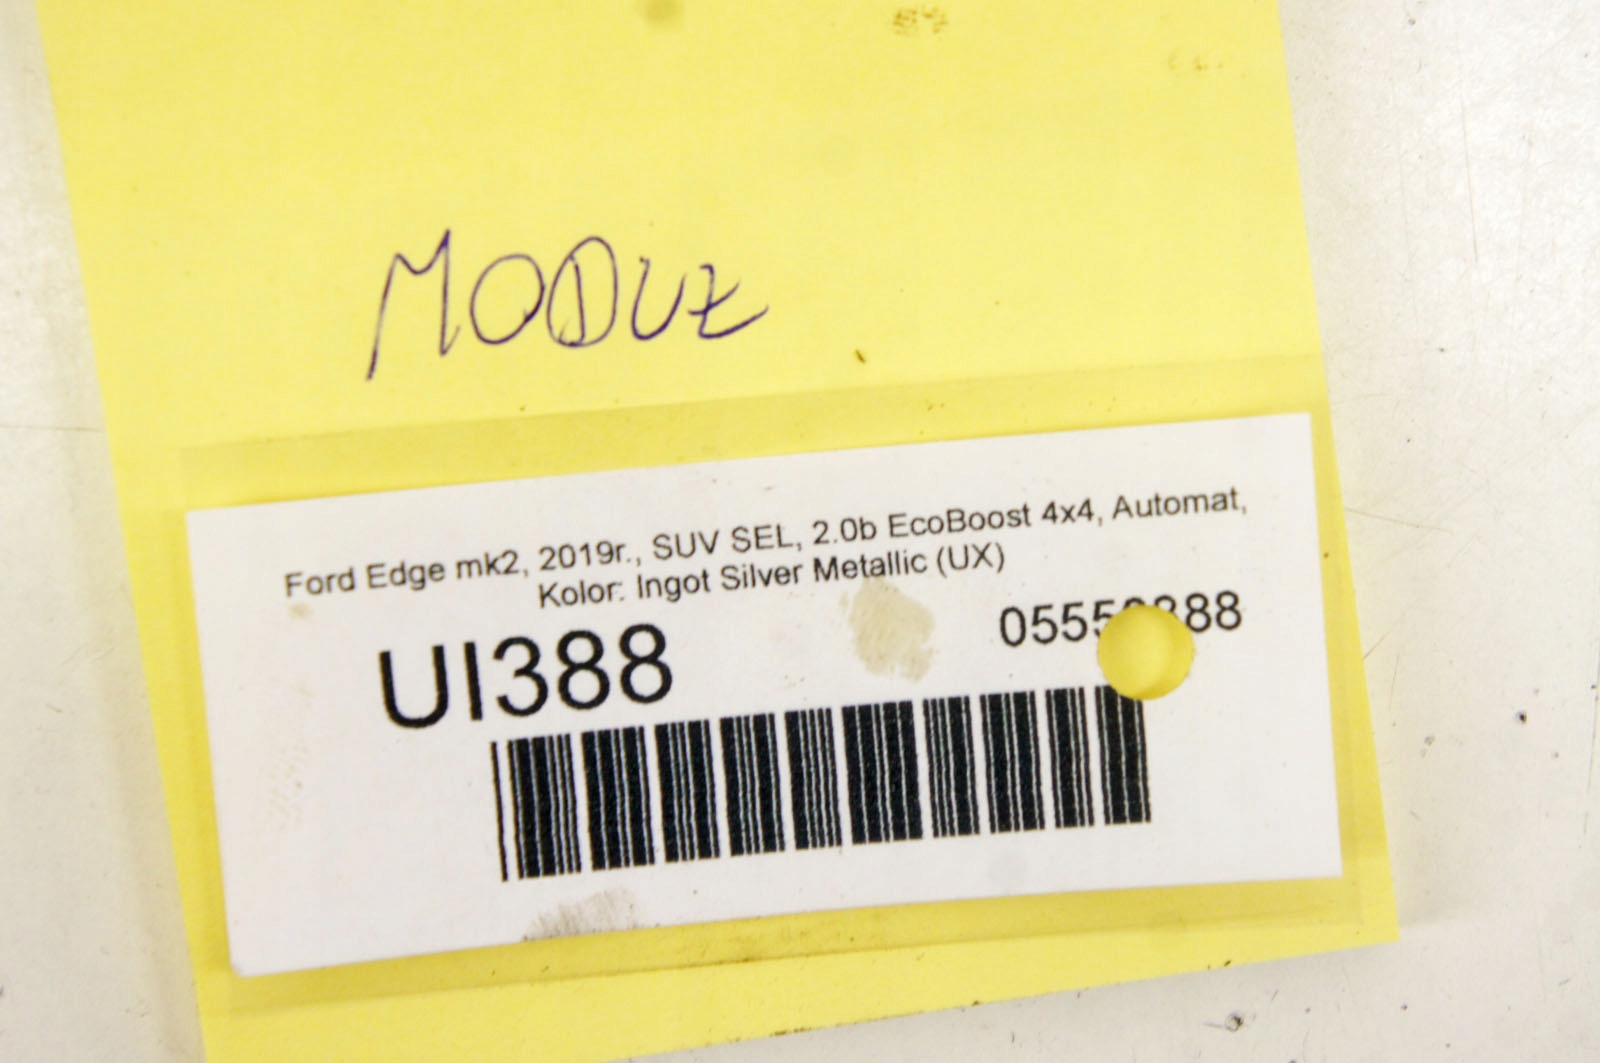 MODUŁ
Ford Edge mk2, 2019r., SUV SEL, 2.0b EcoBoost 4x4, Automat,
Kolor: Ingot Silver Metallic (UX)
UI388